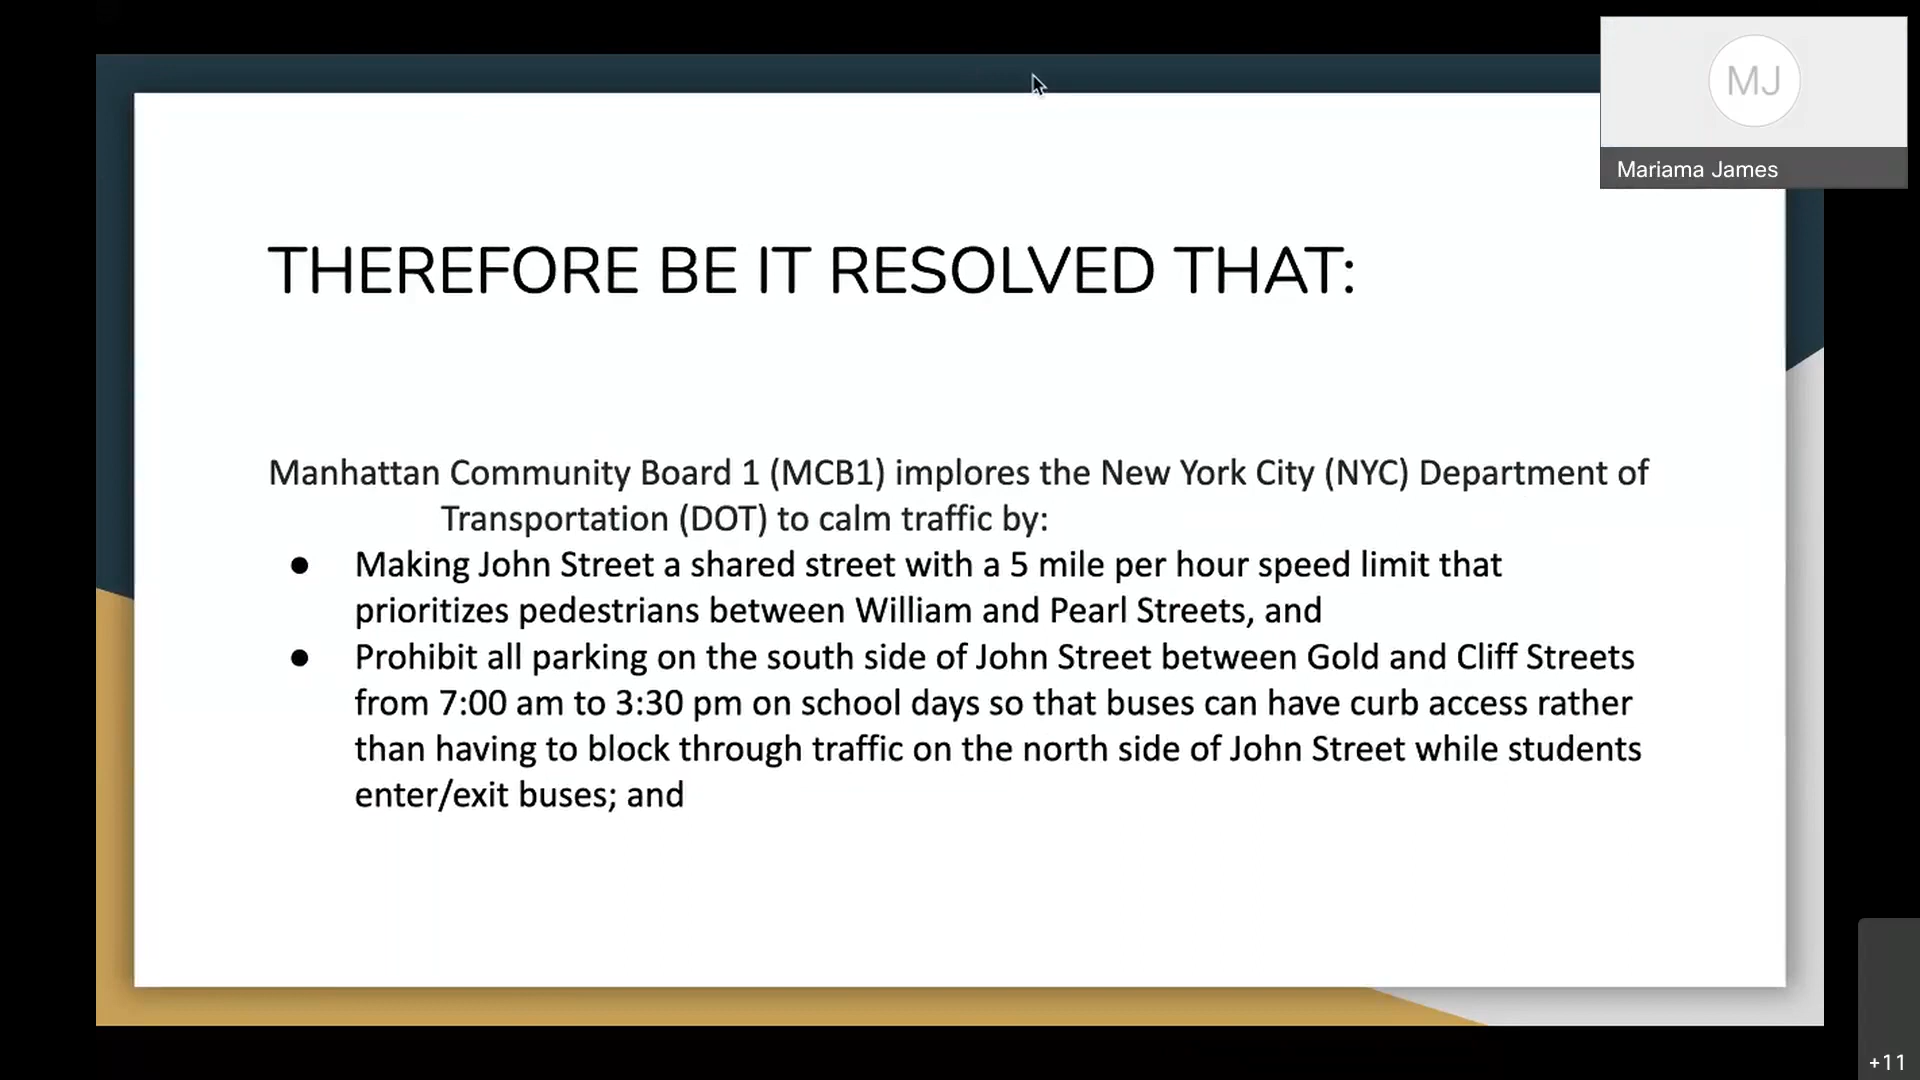 MJ
Mariama James
THEREFORE BE IT RESOLVED THAT:
Manhattan Community Board 1 (MCB1) implores the New York City (NYC) Department of
Transportation (DOT) to calm traffic by:
● Making John Street a shared street with a 5 mile per hour speed limit that
prioritizes pedestrians between William and Pearl Streets, and
● Prohibit all parking on the south side of John Street between Gold and Cliff Streets
from 7:00 am to 3:30 pm on school days so that buses can have curb access rather
than having to block through traffic on the north side of John Street while students
enter/exit buses; and
+11